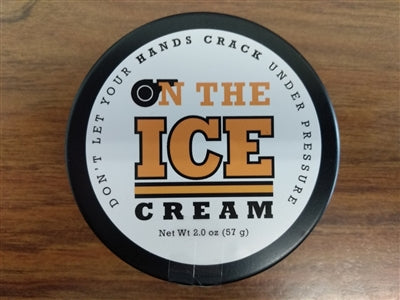 DON'T LET YOUR HANDS CRACK UNDER PRESSURE
ON THE
ICE
CREAM
Net Wt 2.0 oz (57 g)